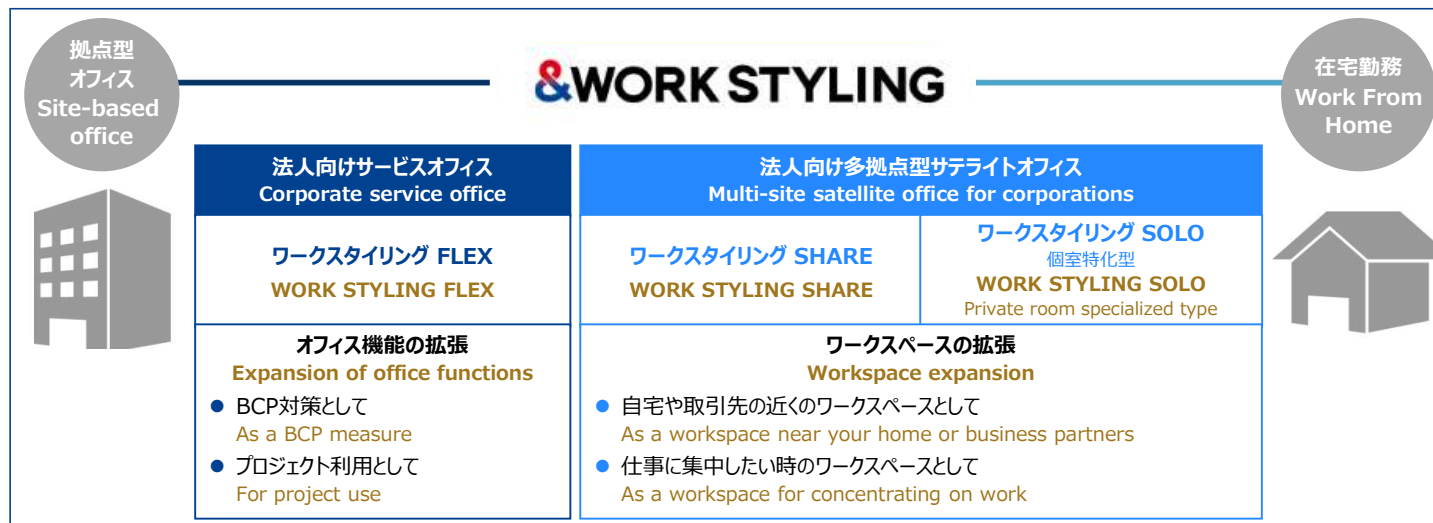 拠点型
オフィス
Site-based
office
&WORK STYLING
在宅勤務
Work From
Home
法人向けサービスオフィス
Corporate service office
法人向け多拠点型サテライトオフィス
Multi-site satellite office for corporations
ワークスタイリング FLEX
WORK STYLING FLEX
ワークスタイリング SHARE
WORK STYLING SHARE
ワークスタイリング SOLO
個室特化型
WORK STYLING SOLO
Private room specialized type
オフィス機能の拡張
Expansion of office functions
● BCP対策として
As a BCP measure
● プロジェクト利用として
For project use
ワークスペースの拡張
Workspace expansion
● 自宅や取引先の近くのワークスペースとして
As a workspace near your home or business partners
● 仕事に集中したい時のワークスペースとして
As a workspace for concentrating on work